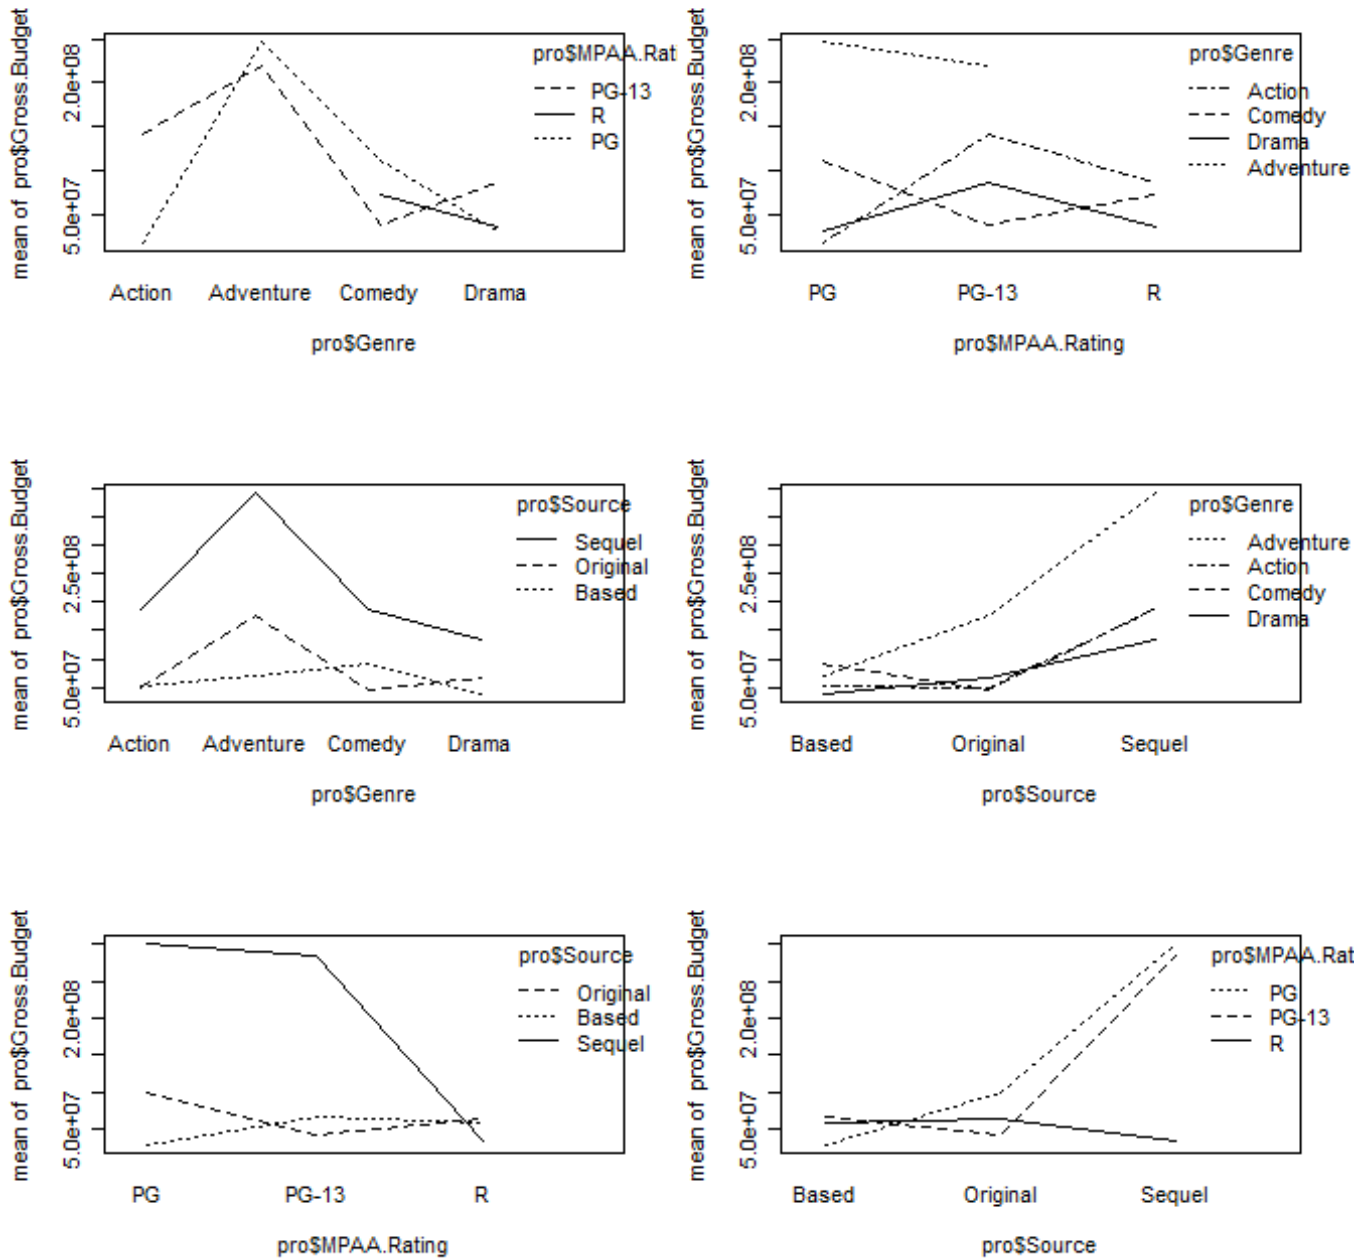 mean of pro$Gross.Budget
5.0e+07
2.0e+08
pro$MPAA.Rati
PG-13
R
PG
Action Adventure Comedy Drama
pro$Genre
mean of pro$Gross.Budget
5.0e+07
2.0e+08
pro$Genre
Action
Comedy
Drama
Adventure
PG PG-13 R
pro$MPAA.Rating
mean of pro$Gross.Budget
5.0e+07
2.5e+08
pro$Source
Sequel
Original
Based
Action Adventure Comedy Drama
pro$Genre
mean of pro$Gross.Budget
5.0e+07
2.5e+08
pro$Genre
Adventure
Action
Comedy
Drama
Based Original Sequel
pro$Source
mean of pro$Gross.Budget
5.0e+07
2.0e+08
pro$Source
Original
Based
Sequel
PG PG-13 R
pro$MPAA.Rating
mean of pro$Gross.Budget
5.0e+07
2.0e+08
pro$MPAA.Rat
PG
PG-13
R
Based Original Sequel
pro$Source